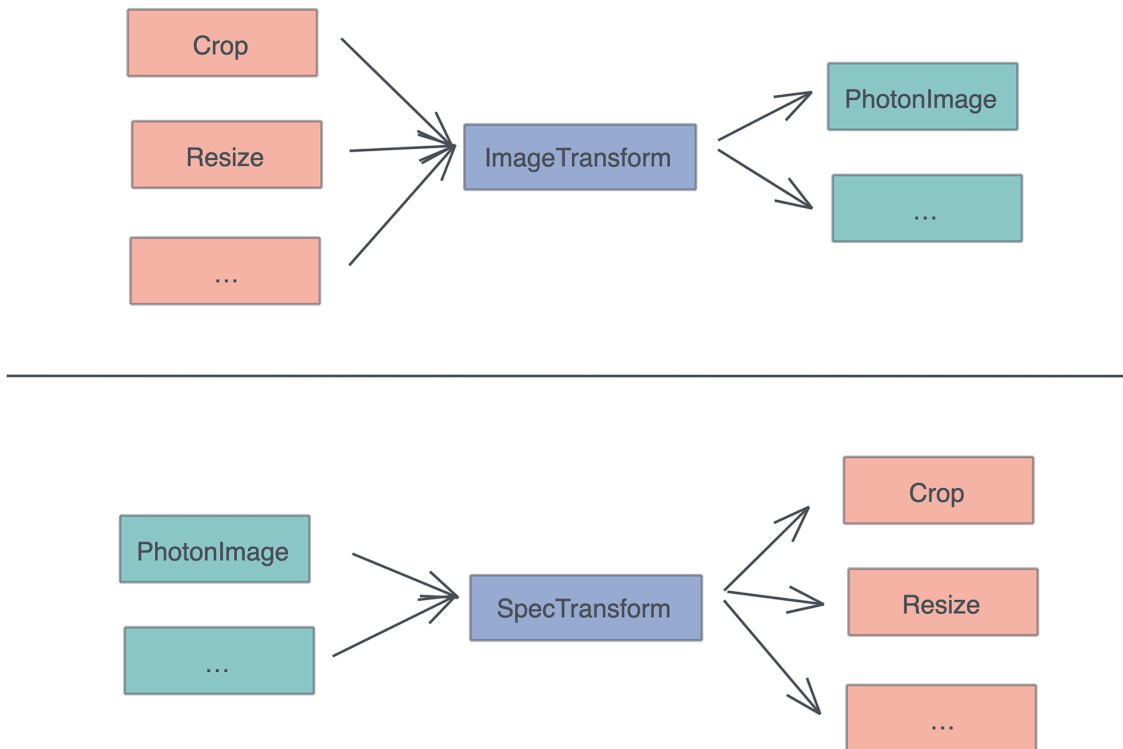 Crop
Resize
...
ImageTransform
PhotonImage
...
PhotonImage
...
SpecTransform
Crop
Resize
...